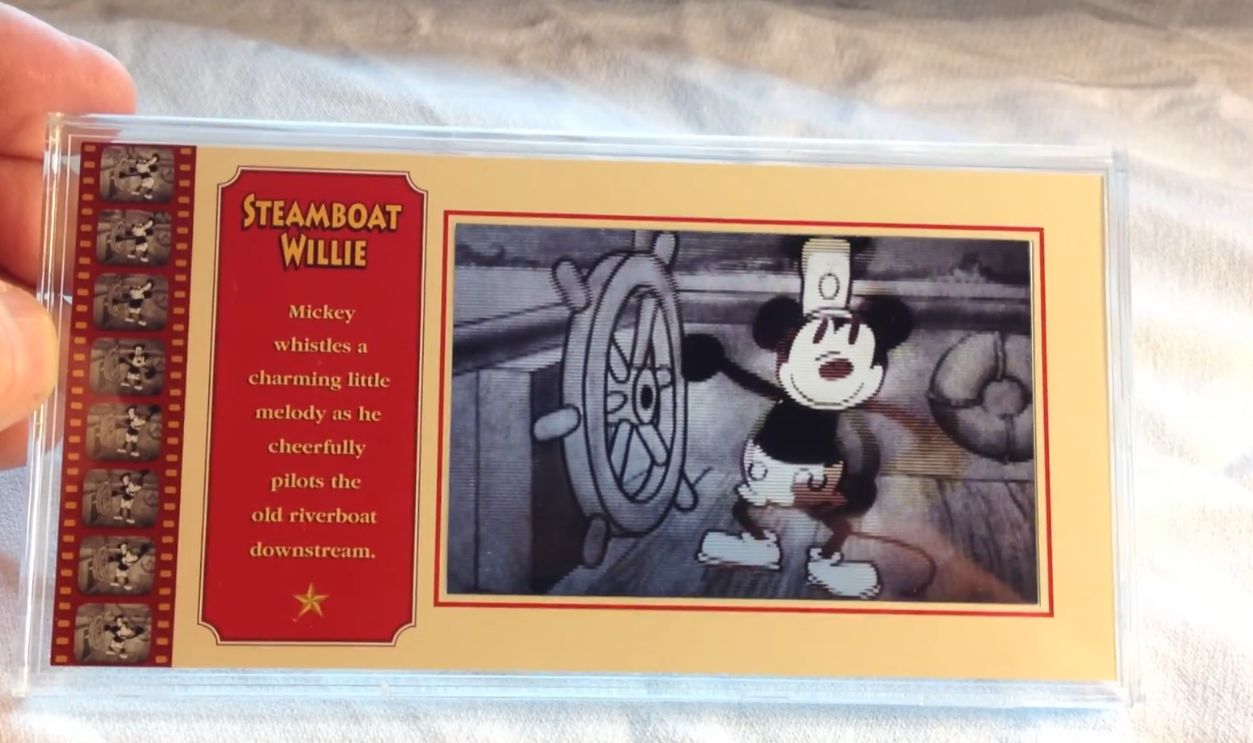 STEAMBOAT
WILLIE
Mickey
whistles a
charming little
melody as he
cheerfully
pilots the
old riverboat
downstream.